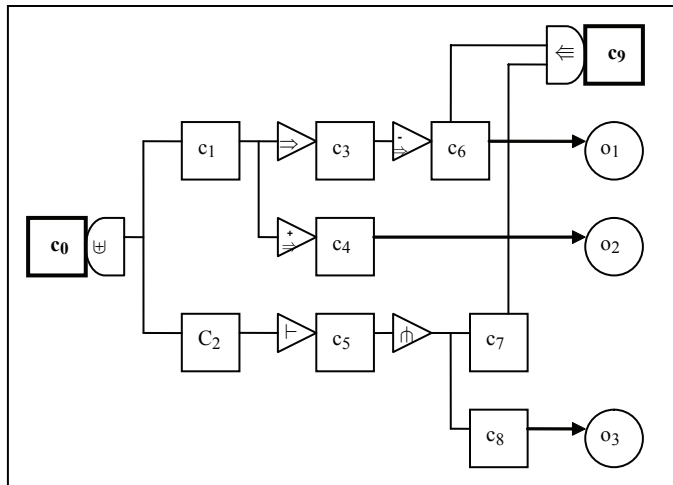 ⇚ c₉
c₁ ⇒ c₃ -⇛ c₆ o₁
c₀ ⊎ +⇛ c₄ o₂
C₂ ⊢ c₅ ⋔ c₇
c₈ o₃